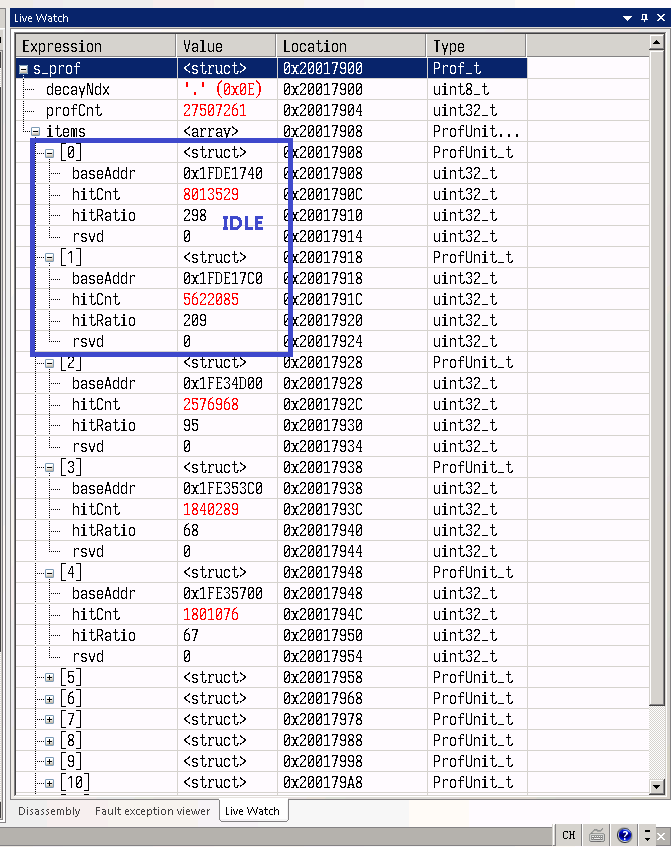 Live Watch
Expression Value Location Type
s_prof <struct> 0x20017900 Prof_t
decayNdx '.' (0x0E) 0x20017900 uint8_t
profCnt 27507261 0x20017904 uint32_t
items <array> 0x20017908 ProfUnit...
[0] <struct> 0x20017908 ProfUnit_t
baseAddr 0x1FDE1740 0x20017908 uint32_t
hitCnt 8013529 0x2001790C uint32_t
hitRatio 298 0x20017910 uint32_t
IDLE
rsvd 0 0x20017914 uint32_t
[1] <struct> 0x20017918 ProfUnit_t
baseAddr 0x1FDE17C0 0x20017918 uint32_t
hitCnt 5622085 0x2001791C uint32_t
hitRatio 209 0x20017920 uint32_t
rsvd 0 0x20017924 uint32_t
[2] <struct> 0x20017928 ProfUnit_t
baseAddr 0x1FE34D00 0x20017928 uint32_t
hitCnt 2576968 0x2001792C uint32_t
hitRatio 95 0x20017930 uint32_t
rsvd 0 0x20017934 uint32_t
[3] <struct> 0x20017938 ProfUnit_t
baseAddr 0x1FE353C0 0x20017938 uint32_t
hitCnt 1840289 0x2001793C uint32_t
hitRatio 68 0x20017940 uint32_t
rsvd 0 0x20017944 uint32_t
[4] <struct> 0x20017948 ProfUnit_t
baseAddr 0x1FE35700 0x20017948 uint32_t
hitCnt 1801076 0x2001794C uint32_t
hitRatio 67 0x20017950 uint32_t
rsvd 0 0x20017954 uint32_t
[5] <struct> 0x20017958 ProfUnit_t
[6] <struct> 0x20017968 ProfUnit_t
[7] <struct> 0x20017978 ProfUnit_t
[8] <struct> 0x20017988 ProfUnit_t
[9] <struct> 0x20017998 ProfUnit_t
[10] <struct> 0x200179A8 ProfUnit_t
Disassembly Fault exception viewer Live Watch
CH